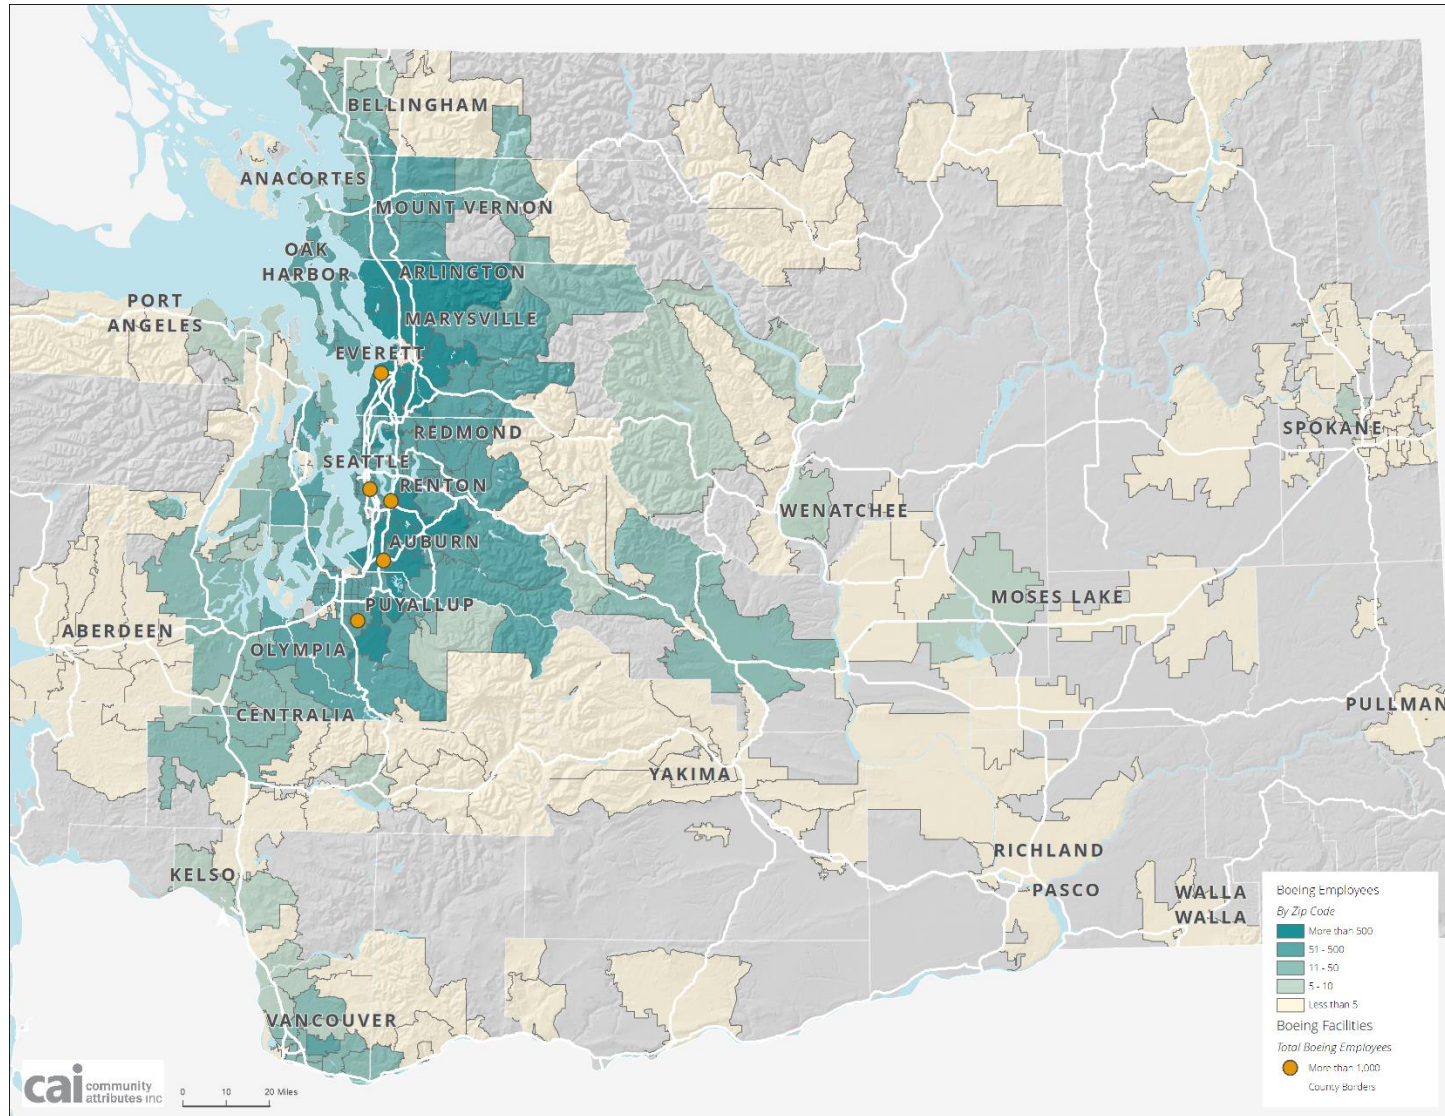 BELLINGHAM
ANACORTES
MOUNT VERNON
OAK
HARBOR
ARLINGTON
PORT
ANGELES
MARYSVILLE
EVERETT
REDMOND
SPOKANE
SEATTLE
RENTON
WENATCHEE
AUBURN
MOSES LAKE
PUYALLUP
ABERDEEN
OLYMPIA
PULLMAN
CENTRALIA
YAKIMA
RICHLAND
KELSO
PASCO
WALLA
WALLA
VANCOUVER
Boeing Employees
By Zip Code
More than 500
51 - 500
11 - 50
5 - 10
Less than 5
Boeing Facilities
Total Boeing Employees
More than 1,000
County Borders
cai community
attributes inc
0 10 20 Miles